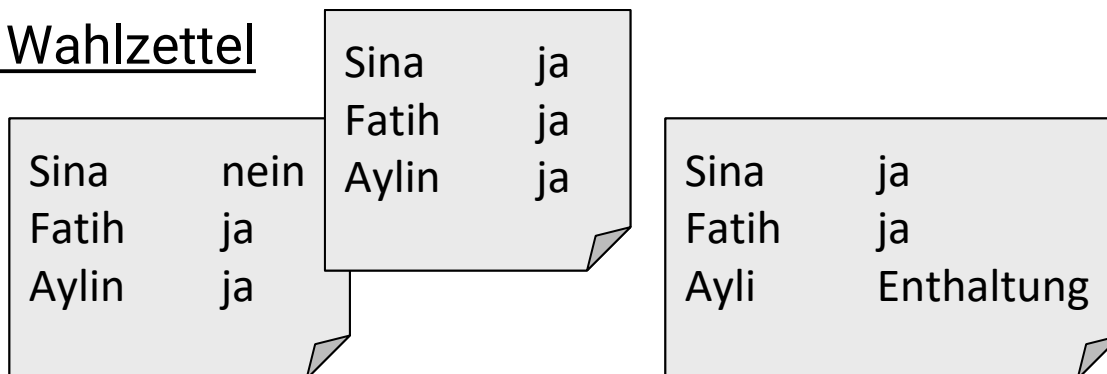 Wahlzettel
Sina nein
Fatih ja
Aylin ja
Sina ja
Fatih ja
Aylin ja
Sina ja
Fatih ja
Ayli Enthaltung